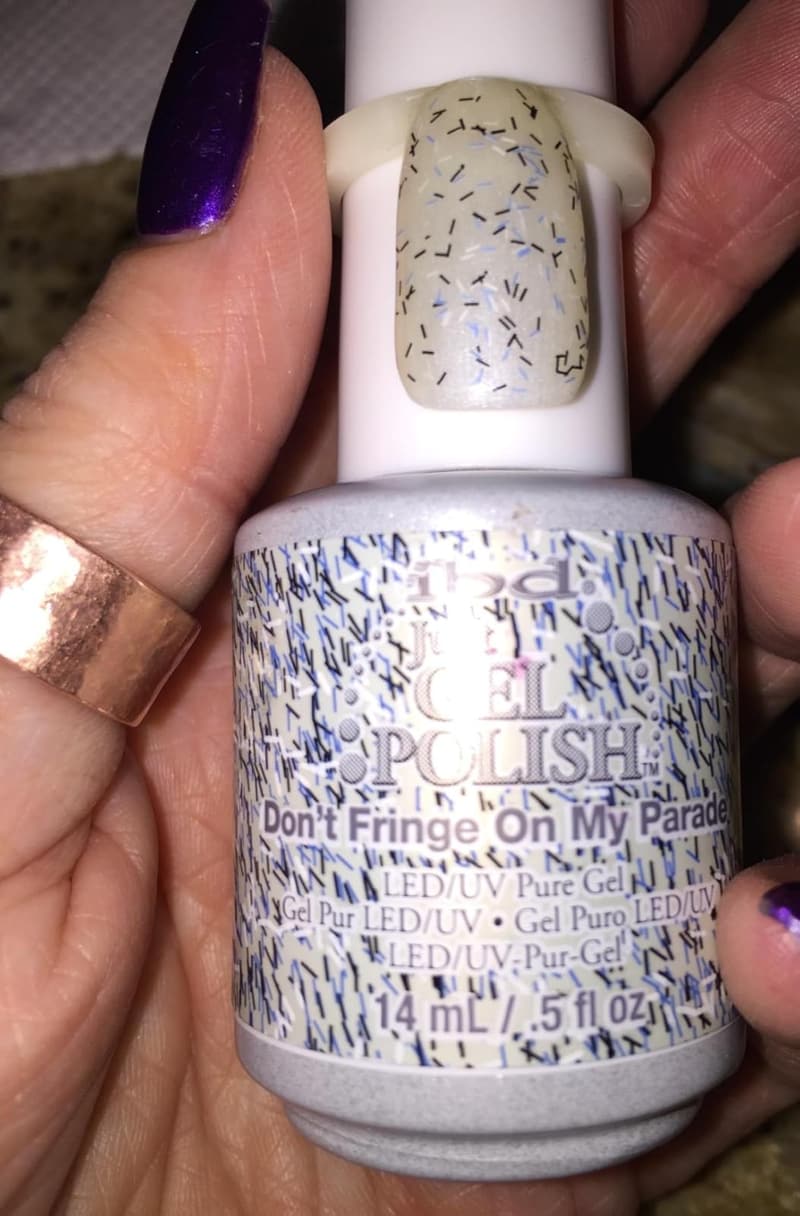 ibd
Just
GEL
POLISH™
Don't Fringe On My Parade
LED/UV Pure Gel
Gel Pur LED/UV • Gel Puro LED/UV
LED/UV-Pur-Gel
14 mL / .5 fl oz